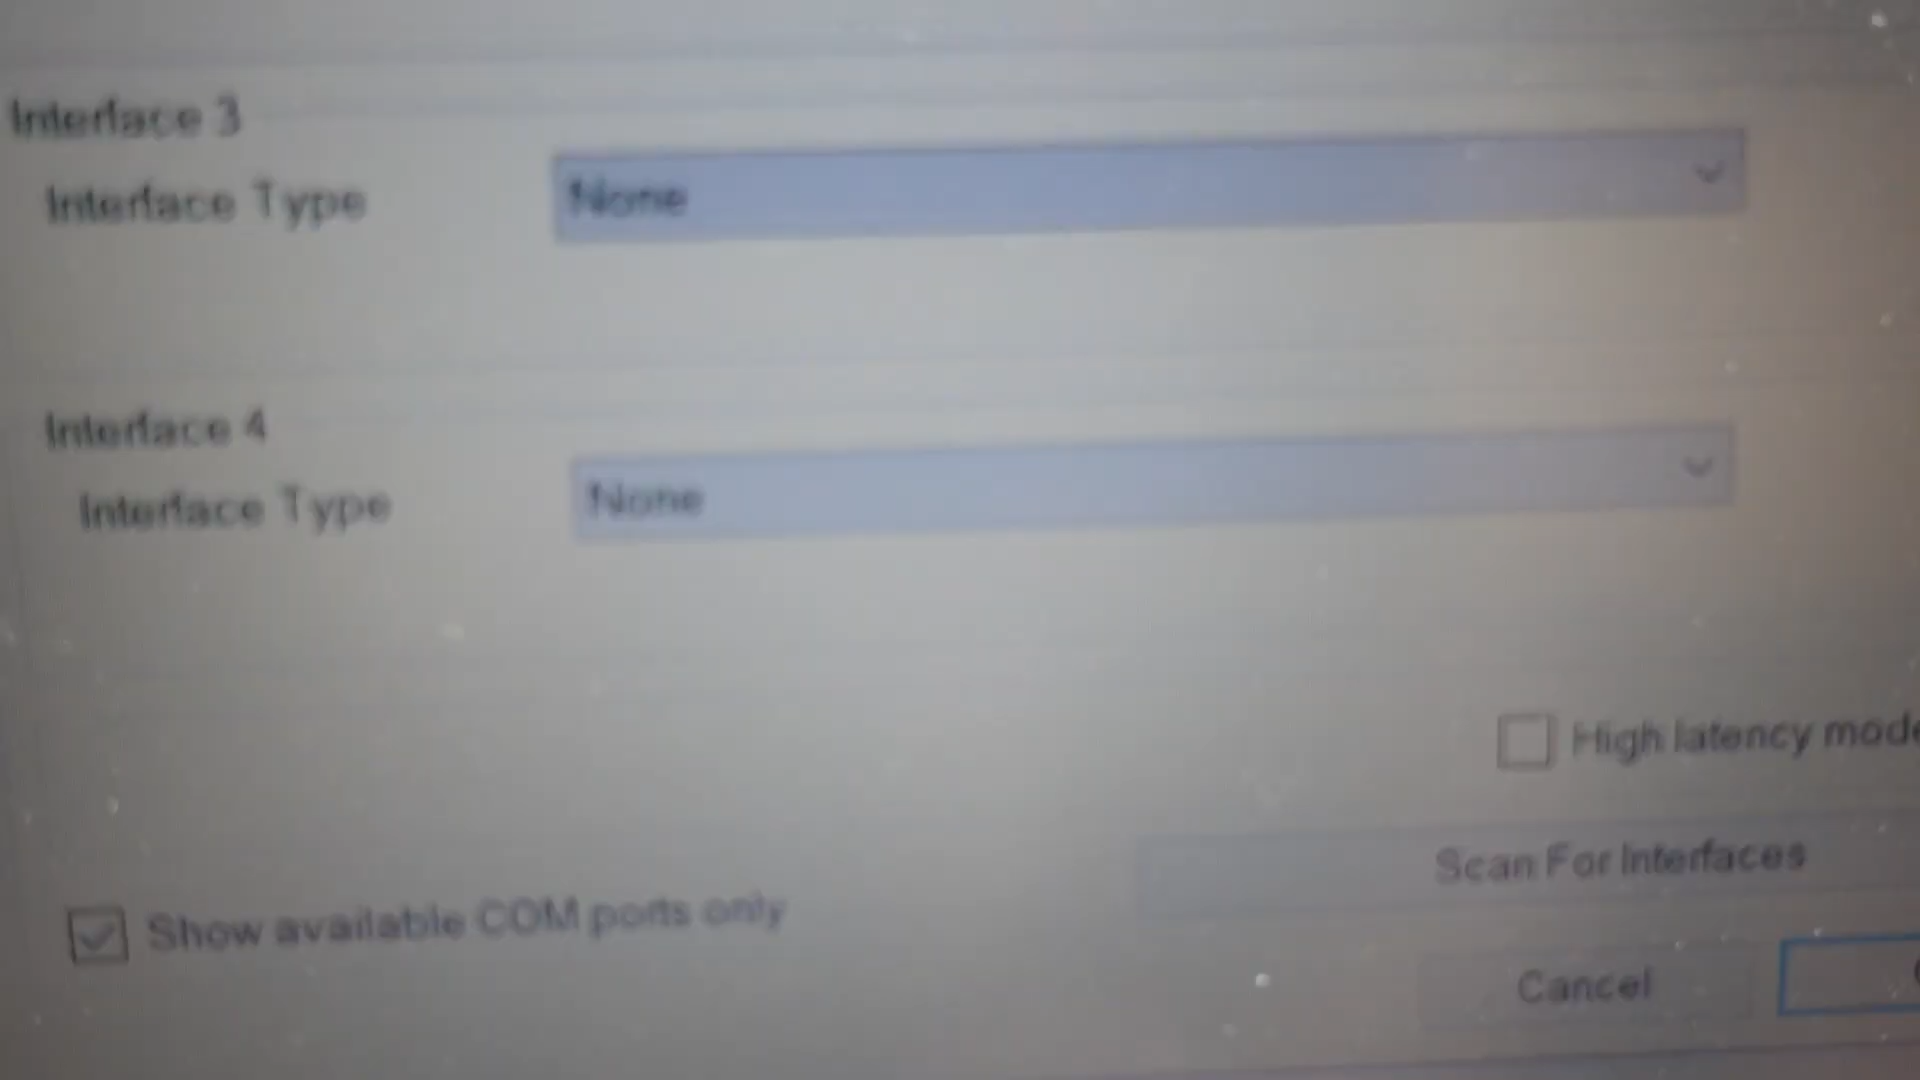 Interface 3
Interface Type None
Interface 4
Interface Type None
High latency mode
Scan For Interfaces
Show available COM ports only
Cancel